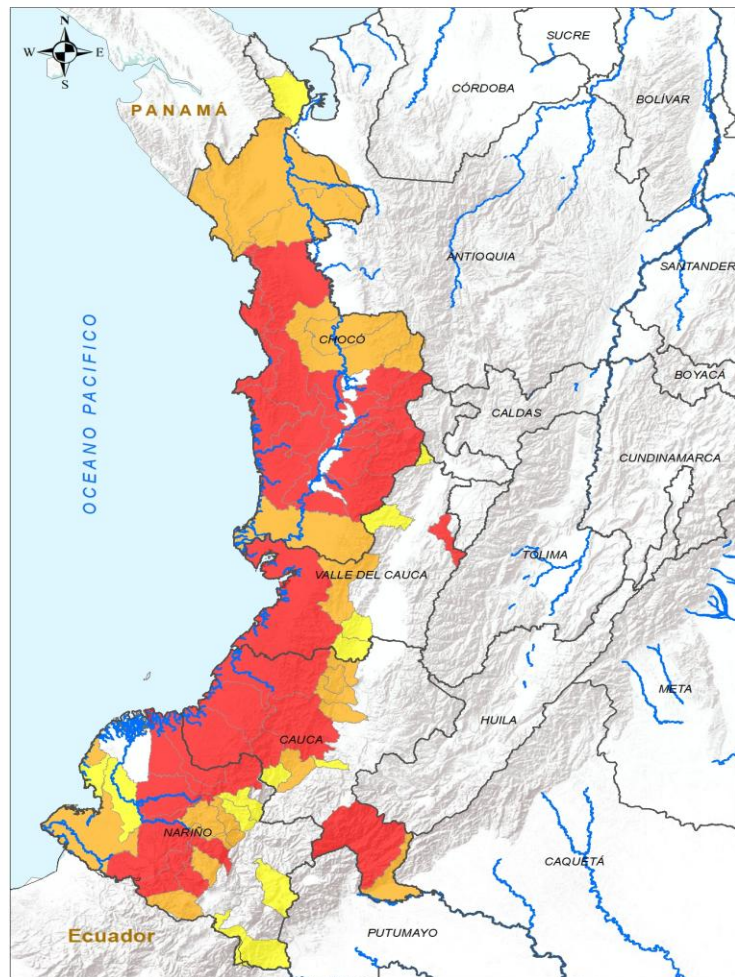 N
W E
S
SUCRE
CÓRDOBA
BOLÍVAR
PANAMÁ
ANTIOQUIA
SANTANDER
OCEANO PACIFICO
CHOCÓ
BOYACÁ
CALDAS
CUNDINAMARCA
TOLIMA
VALLE DEL CAUCA
META
HUILA
CAUCA
NARIÑO
CAQUETÁ
Ecuador
PUTUMAYO